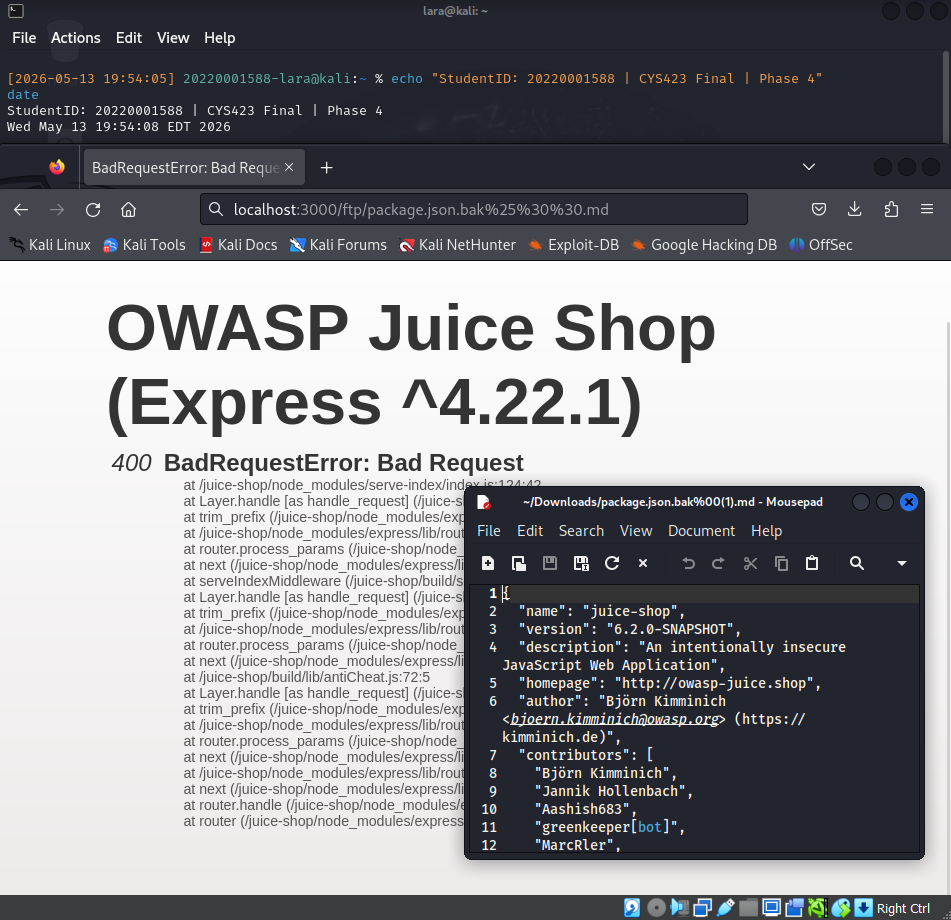 lara@kali: ~
File Actions Edit View Help
[2026-05-13 19:54:05] 20220001588-lara@kali:~ % echo "StudentID: 20220001588 | CYS423 Final | Phase 4"
date
StudentID: 20220001588 | CYS423 Final | Phase 4
Wed May 13 19:54:08 EDT 2026
BadRequestError: Bad Reque
localhost:3000/ftp/package.json.bak%25%30%30.md
Kali Linux Kali Tools Kali Docs Kali Forums Kali NetHunter Exploit-DB Google Hacking DB OffSec
OWASP Juice Shop
(Express ^4.22.1)
400 BadRequestError: Bad Request
at /juice-shop/node_modules/serve-index/index.js:124:42
at Layer.handle [as handle_request] (/juice-s
at trim_prefix (/juice-shop/node_modules/exp
at /juice-shop/node_modules/express/lib/rout
at router.process_params (/juice-shop/node_
at next (/juice-shop/node_modules/express/li
at serveIndexMiddleware (/juice-shop/build/s
at Layer.handle [as handle_request] (/juice-s
at trim_prefix (/juice-shop/node_modules/exp
at /juice-shop/node_modules/express/lib/rout
at router.process_params (/juice-shop/node_
at next (/juice-shop/node_modules/express/li
at /juice-shop/build/lib/antiCheat.js:72:5
at Layer.handle [as handle_request] (/juice-s
at trim_prefix (/juice-shop/node_modules/exp
at /juice-shop/node_modules/express/lib/rout
at router.process_params (/juice-shop/node_
at next (/juice-shop/node_modules/express/li
at /juice-shop/node_modules/express/lib/rout
at next (/juice-shop/node_modules/express/li
at router.handle (/juice-shop/node_modules/e
at router (/juice-shop/node_modules/express
~/Downloads/package.json.bak%00(1).md - Mousepad
File Edit Search View Document Help
1 {
2 "name": "juice-shop",
3 "version": "6.2.0-SNAPSHOT",
4 "description": "An intentionally insecure
JavaScript Web Application",
5 "homepage": "http://owasp-juice.shop",
6 "author": "Björn Kimminich
<bjoern.kimminich@owasp.org> (https://
kimminich.de)",
7 "contributors": [
8 "Björn Kimminich",
9 "Jannik Hollenbach",
10 "Aashish683",
11 "greenkeeper[bot]",
12 "MarcRler",
Right Ctrl